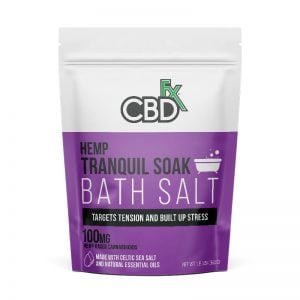 CBD FX
HEMP
TRANQUIL SOAK
BATH SALT
TARGETS TENSION AND BUILT UP STRESS
100MG
MADE WITH CELTIC SEA SALT
AND NATURAL ESSENTIAL OILS